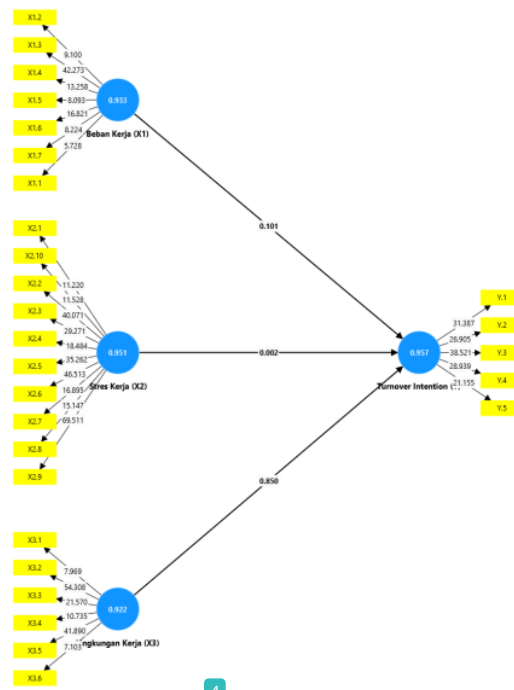 X1.2
X1.3
X1.4
X1.5
X1.6
X1.7
X1.1
9.100
42.273
13.258
8.093
16.821
8.224
5.728
0.933
Beban Kerja (X1)
0.101
X2.1
X2.10
X2.2
X2.3
X2.4
X2.5
X2.6
X2.7
X2.8
X2.9
11.220
11.528
40.071
29.271
18.484
35.262
46.513
16.895
15.147
69.511
0.951
Stres Kerja (X2)
0.002
0.957
Turnover Intention (
31.387
26.905
38.521
28.939
21.155
Y.1
Y.2
Y.3
Y.4
Y.5
0.850
X3.1
X3.2
X3.3
X3.4
X3.5
X3.6
7.969
54.308
21.570
10.735
41.890
7.103
0.922
ngkungan Kerja (X3)